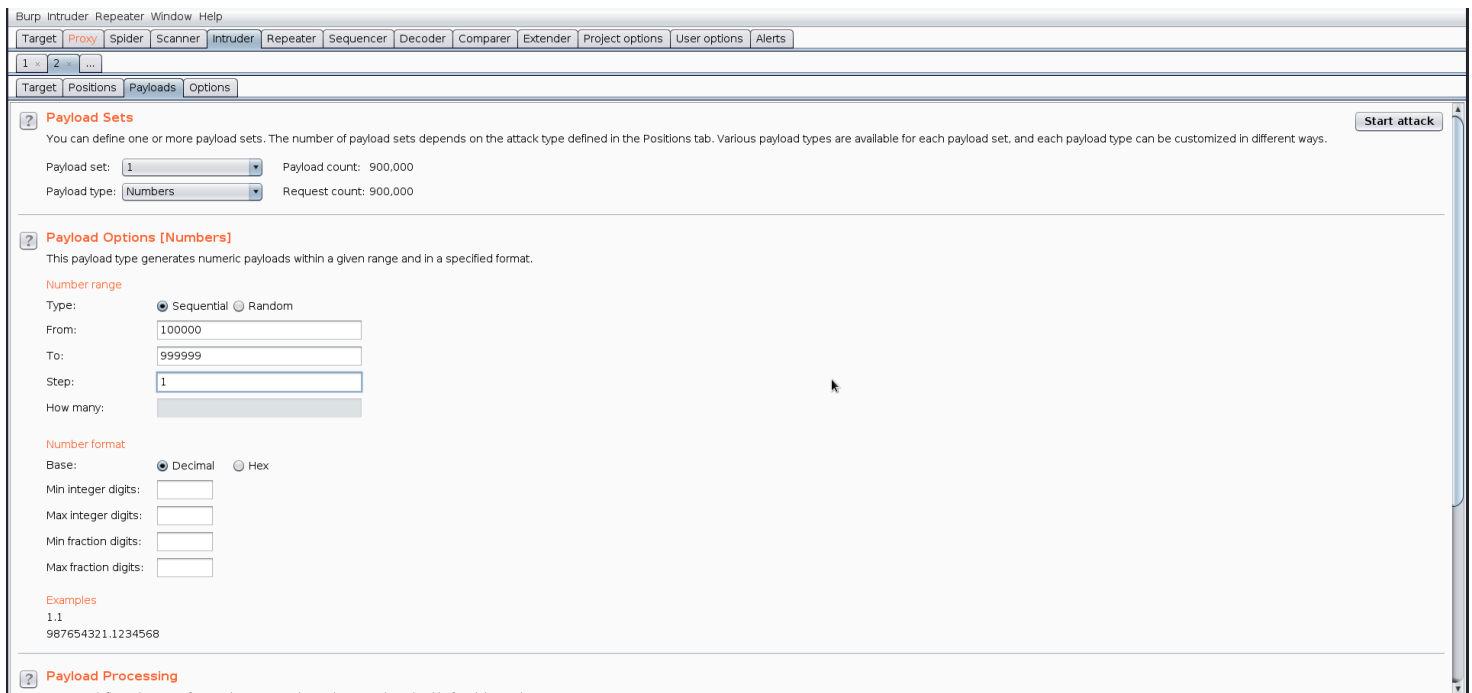 Burp Intruder Repeater Window Help
Target Proxy Spider Scanner Intruder Repeater Sequencer Decoder Comparer Extender Project options User options Alerts
1 × 2 × ...
Target Positions Payloads Options
? Payload Sets
Start attack
You can define one or more payload sets. The number of payload sets depends on the attack type defined in the Positions tab. Various payload types are available for each payload set, and each payload type can be customized in different ways.
Payload set: 1 Payload count: 900,000
Payload type: Numbers Request count: 900,000
? Payload Options [Numbers]
This payload type generates numeric payloads within a given range and in a specified format.
Number range
Type: Sequential Random
From: 100000
To: 999999
Step: 1
How many:
Number format
Base: Decimal Hex
Min integer digits:
Max integer digits:
Min fraction digits:
Max fraction digits:
Examples
1.1
987654321.1234568
? Payload Processing